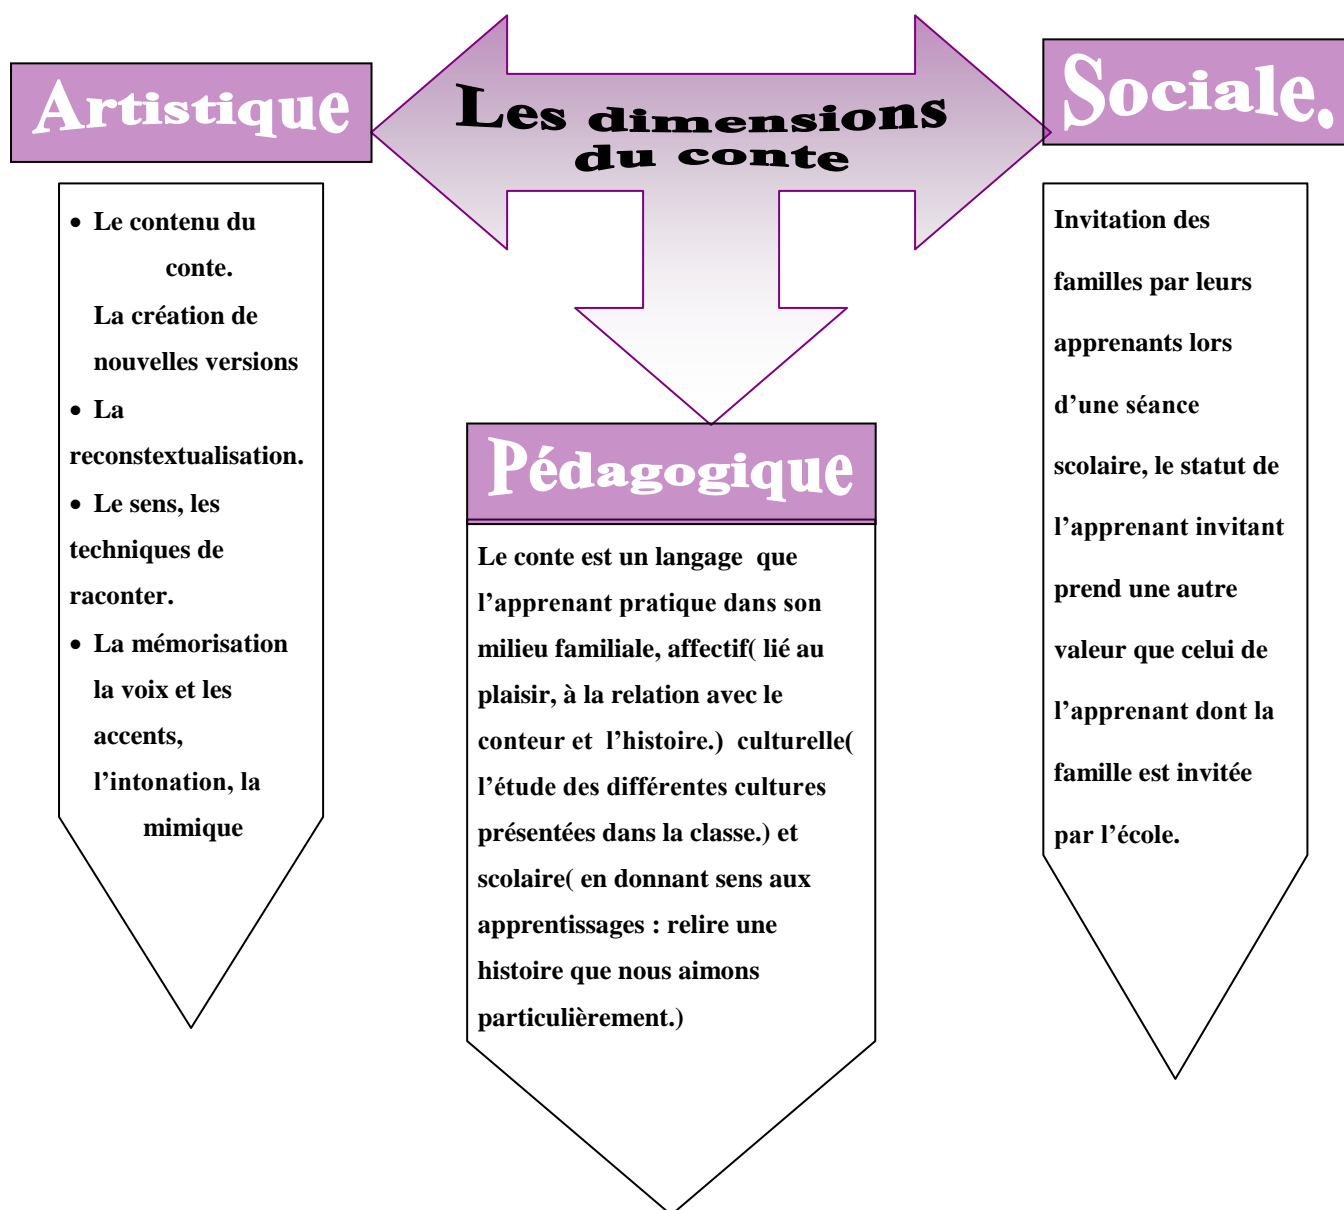 Les dimensions
du conte
Artistique
• Le contenu du
conte.
La création de
nouvelles versions
• La
reconstextualisation.
• Le sens, les
techniques de
raconter.
• La mémorisation
la voix et les
accents,
l’intonation, la
mimique
Pédagogique
Le conte est un langage que
l’apprenant pratique dans son
milieu familiale, affectif( lié au
plaisir, à la relation avec le
conteur et l’histoire.) culturelle(
l’étude des différentes cultures
présentées dans la classe.) et
scolaire( en donnant sens aux
apprentissages : relire une
histoire que nous aimons
particulièrement.)
Sociale.
Invitation des
familles par leurs
apprenants lors
d’une séance
scolaire, le statut de
l’apprenant invitant
prend une autre
valeur que celui de
l’apprenant dont la
famille est invitée
par l’école.